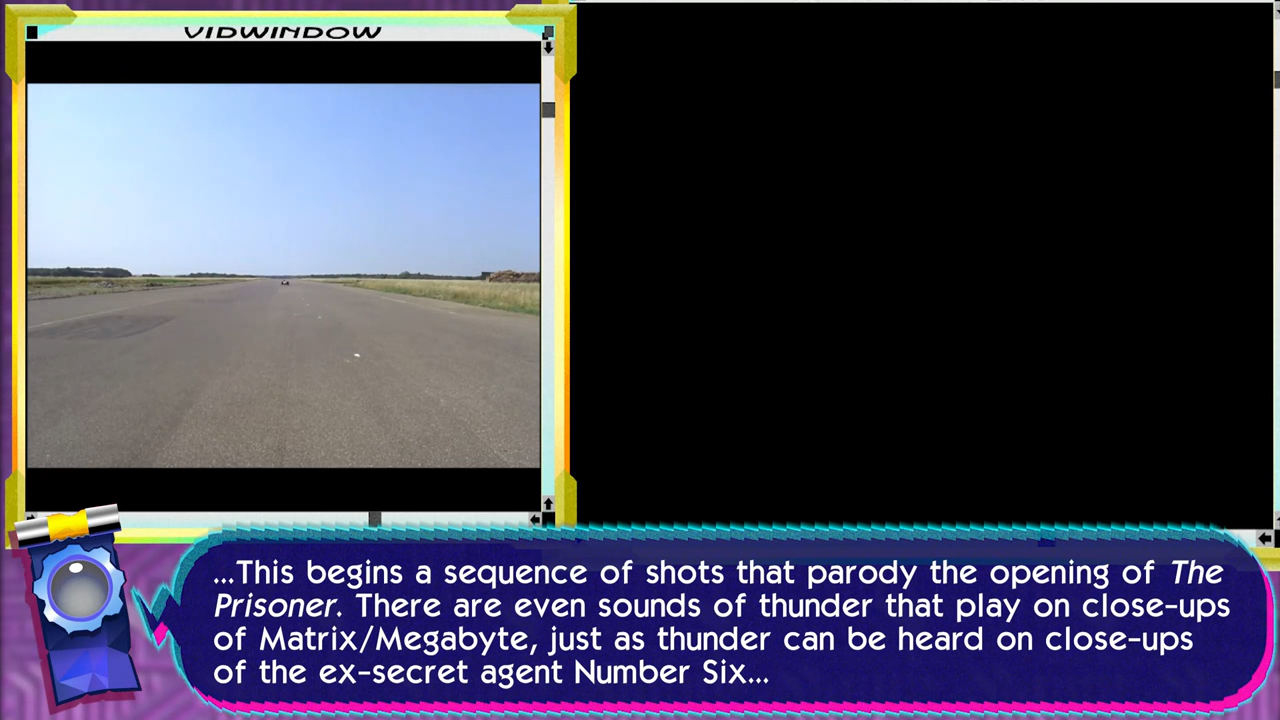 VIDWINDOW
...This begins a sequence of shots that parody the opening of The
Prisoner. There are even sounds of thunder that play on close-ups
of Matrix/Megabyte, just as thunder can be heard on close-ups
of the ex-secret agent Number Six...